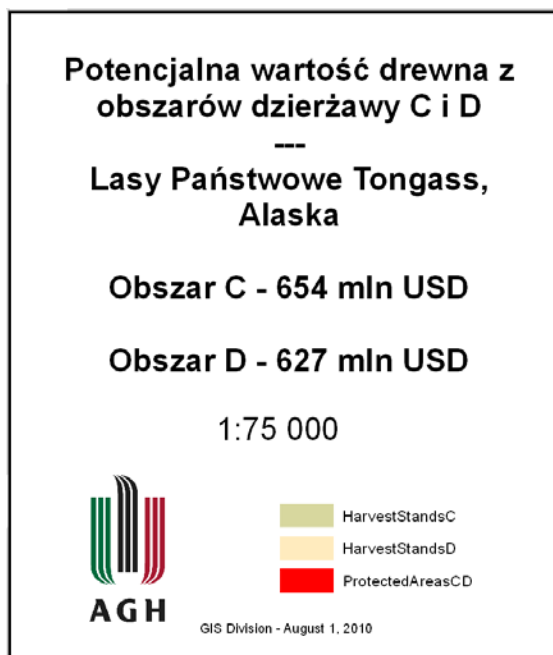 Potencjalna wartość drewna z
obszarów dzierżawy C i D
---
Lasy Państwowe Tongass,
Alaska
Obszar C - 654 mln USD
Obszar D - 627 mln USD
1:75 000
HarvestStandsC
HarvestStandsD
ProtectedAreasCD
AGH
GIS Division - August 1, 2010